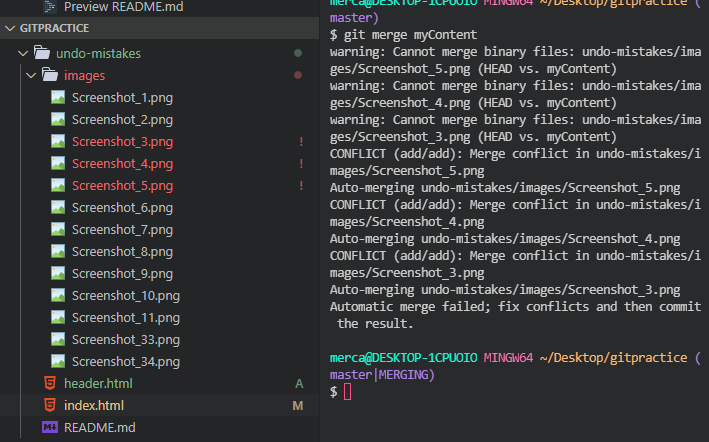 Preview README.md
GITPRACTICE
undo-mistakes
images
Screenshot_1.png
Screenshot_2.png
Screenshot_3.png !
Screenshot_4.png !
Screenshot_5.png !
Screenshot_6.png
Screenshot_7.png
Screenshot_8.png
Screenshot_9.png
Screenshot_10.png
Screenshot_11.png
Screenshot_33.png
Screenshot_34.png
header.html A
index.html M
README.md
merca@DESKTOP-1CPUOIO MINGW64 ~/Desktop/gitpractice (
master)
$ git merge myContent
warning: Cannot merge binary files: undo-mistakes/ima
ges/Screenshot_5.png (HEAD vs. myContent)
warning: Cannot merge binary files: undo-mistakes/ima
ges/Screenshot_4.png (HEAD vs. myContent)
warning: Cannot merge binary files: undo-mistakes/ima
ges/Screenshot_3.png (HEAD vs. myContent)
CONFLICT (add/add): Merge conflict in undo-mistakes/i
mages/Screenshot_5.png
Auto-merging undo-mistakes/images/Screenshot_5.png
CONFLICT (add/add): Merge conflict in undo-mistakes/i
mages/Screenshot_4.png
Auto-merging undo-mistakes/images/Screenshot_4.png
CONFLICT (add/add): Merge conflict in undo-mistakes/i
mages/Screenshot_3.png
Auto-merging undo-mistakes/images/Screenshot_3.png
Automatic merge failed; fix conflicts and then commit
the result.
merca@DESKTOP-1CPUOIO MINGW64 ~/Desktop/gitpractice (
master|MERGING)
$